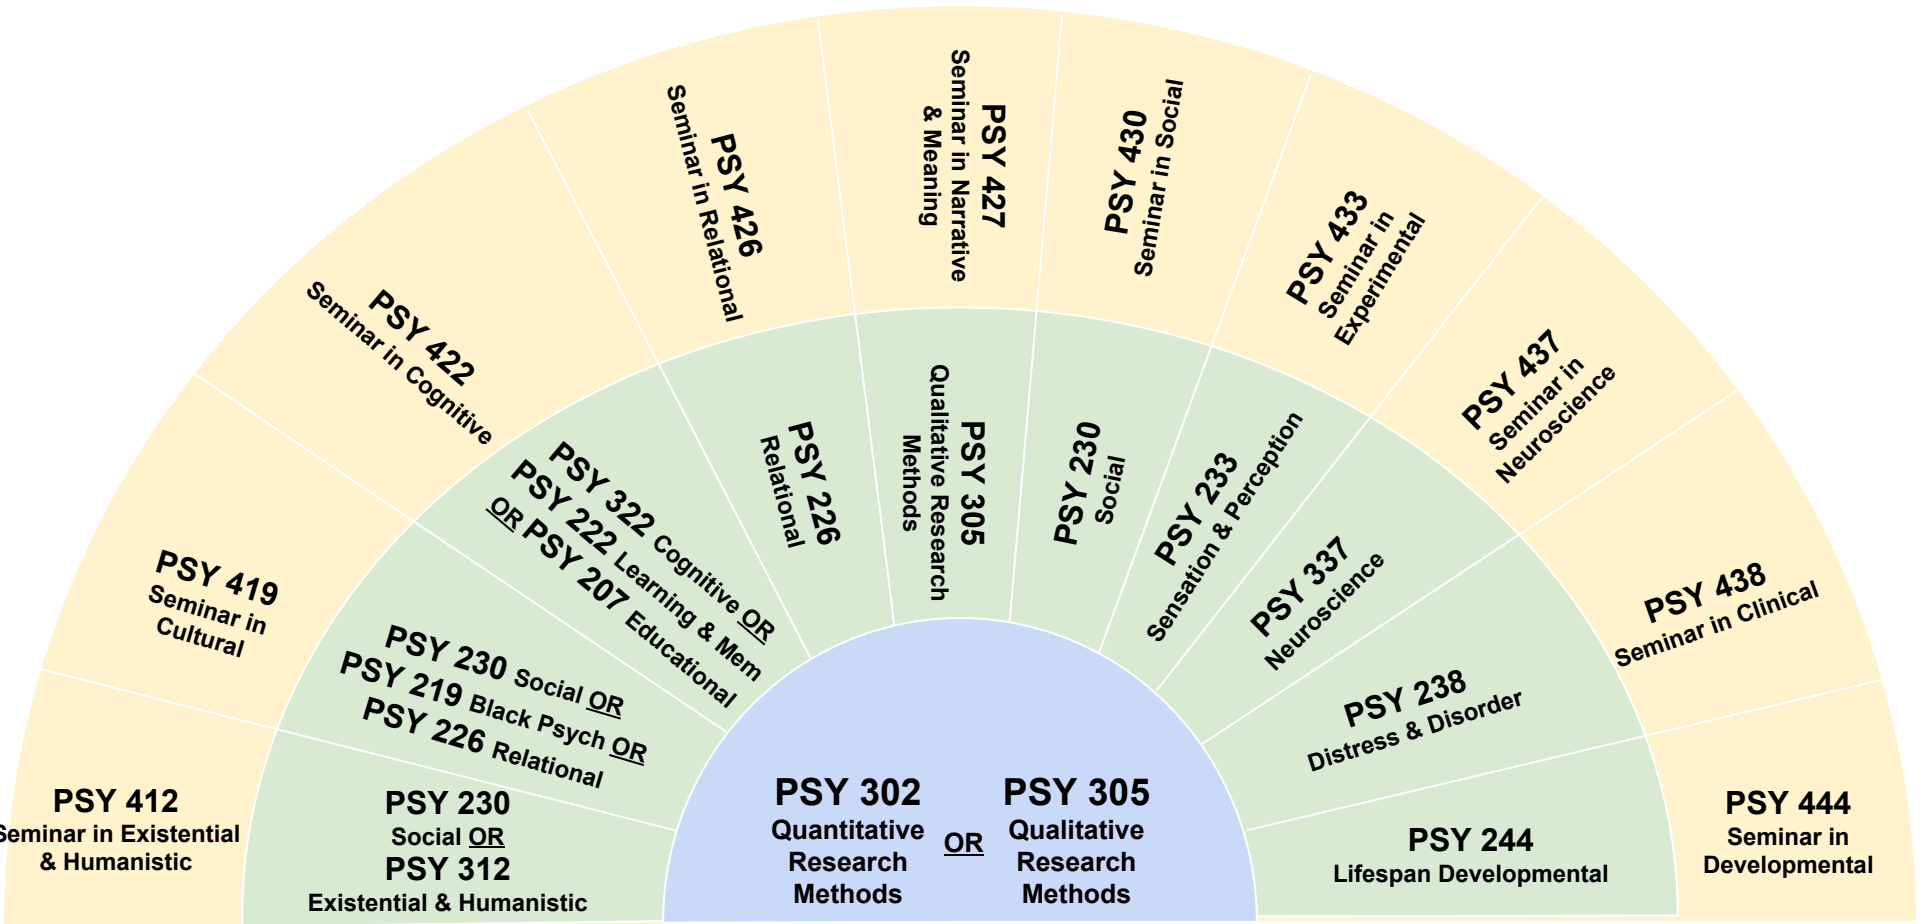 PSY 412
Seminar in Existential
& Humanistic
PSY 419
Seminar in
Cultural
PSY 422
Seminar in Cognitive
PSY 426
Seminar in Relational
PSY 427
Seminar in Narrative
& Meaning
PSY 430
Seminar in Social
PSY 433
Seminar in
Experimental
PSY 437
Seminar in
Neuroscience
PSY 438
Seminar in Clinical
PSY 444
Seminar in
Developmental
PSY 230
Social OR
PSY 312
Existential & Humanistic
PSY 230 Social OR
PSY 219 Black Psych OR
PSY 226 Relational
PSY 322 Cognitive OR
PSY 222 Learning & Mem
OR PSY 207 Educational
PSY 226
Relational
PSY 305
Qualitative Research
Methods
PSY 230
Social
PSY 233
Sensation & Perception
PSY 337
Neuroscience
PSY 238
Distress & Disorder
PSY 244
Lifespan Developmental
PSY 302
Quantitative
Research
Methods
OR
PSY 305
Qualitative
Research
Methods